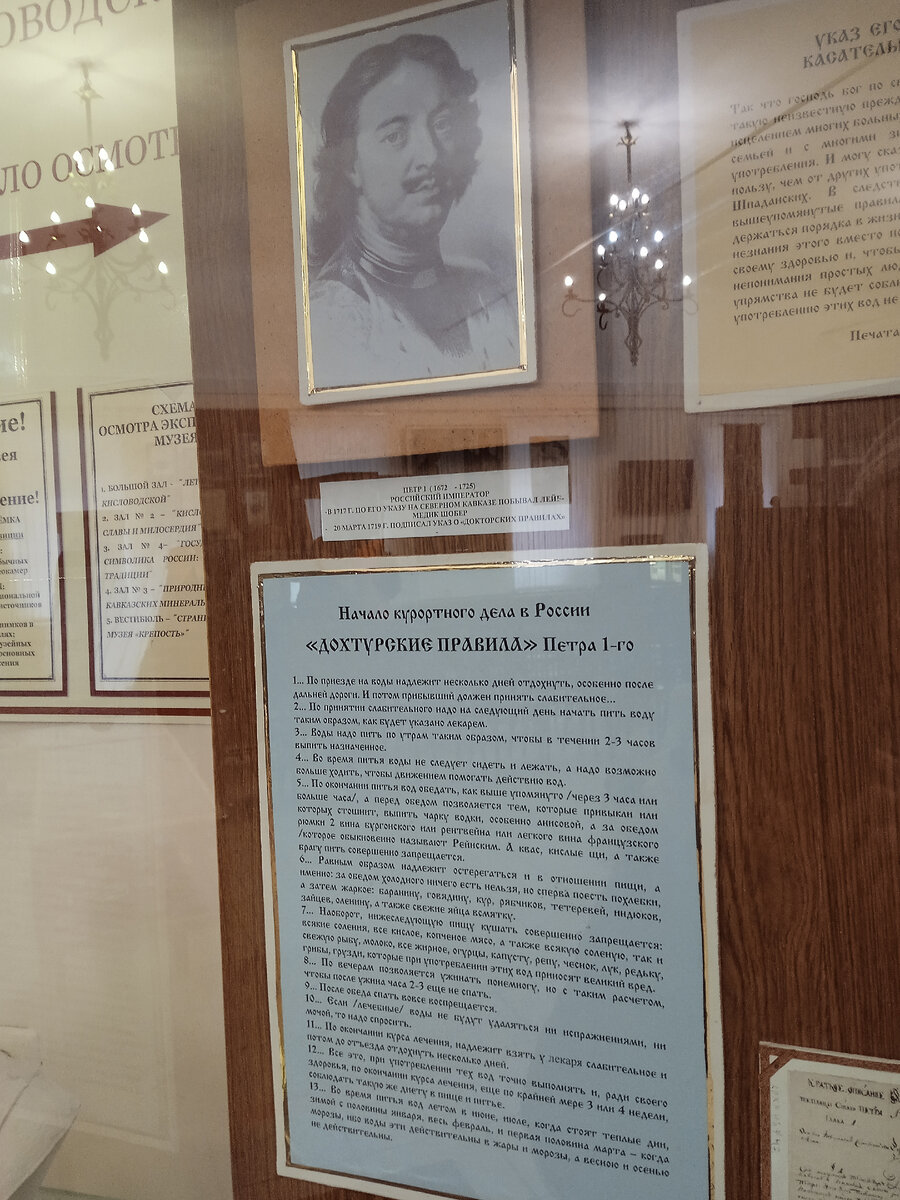 ОВОДСК
ЛО ОСМОТР
ие!
ея
ение!
СХЕМА
ОСМОТРА ЭКСП
МУЗЕЯ
1. БОЛЬШОЙ ЗАЛ - "ЛЕГ
КИСЛОВОДСКОЙ"
2. ЗАЛ № 2 – "КИСЛО
СЛАВЫ И МИЛОСЕРДИЯ"
3. ЗАЛ № 4– "ГОСУД
СИМВОЛИКА РОССИИ:
ТРАДИЦИИ"
4. ЗАЛ № 3 – "ПРИРОДН
КАВКАЗСКИХ МИНЕРАЛЬ
5. ВЕСТИБЮЛЬ – "СТРАНИ
МУЗЕЯ «КРЕПОСТЬ»"
ПЕТР I (1672 - 1725)
РОССИЙСКИЙ ИМПЕРАТОР
-В 1717 Г. ПО ЕГО УКАЗУ НА СЕВЕРНОМ КАВКАЗЕ ПОБЫВАЛ ЛЕЙБ-
МЕДИК ШОБЕР
- 20 МАРТА 1719 Г. ПОДПИСАЛ УКАЗ О «ДОКТОРСКИХ ПРАВИЛАХ»
Начало курортного дела в России
«ДОХТУРСКИЕ ПРАВИЛА» Петра 1-го
1... По приезде на воды надлежит несколько дней отдохнуть, особенно после
дальней дороги. И потом прибывший должен принять слабительное...
2... По принятии слабительного надо на следующий день начать пить воду
таким образом, как будет указано лекарем.
3... Воды надо пить по утрам таким образом, чтобы в течении 2-3 часов
выпить назначенное.
4... Во время питья воды не следует сидеть и лежать, а надо возможно
больше ходить, чтобы движением помогать действию вод.
5... По окончании питья вод обедать, как выше упомянуто /через 3 часа или
больше часа/, а перед обедом позволяется тем, которые привыкли или
которых стошнит, выпить чарку водки, особенно анисовой, а за обедом
рюмки 2 вина бургонского или рентвейна или легкого вина французского
/которое обыкновенно называют Рейнским. А квас, кислые щи, а также
брагу пить совершенно запрещается.
6... Равным образом надлежит остерегаться и в отношении пищи, а
именно: за обедом холодного ничего есть нельзя, но сперва поесть похлебки,
а затем жаркое: баранину, говядину, кур, рябчиков, тетеревей, индюков,
зайцев, оленину, а также свежие яйца всмятку.
7... Наоборот, нижеследующую пищу кушать совершенно запрещается:
всякие соления, все кислое, копченое мясо, а также всякую соленую, так и
свежую рыбу, молоко, все жирное, огурцы, капусту, репу, чеснок, лук, редьку,
грибы, грузди, которые при употреблении этих вод приносят великий вред.
8... По вечерам позволяется ужинать понемногу, но с таким расчетом,
чтобы после ужина часа 2-3 еще не спать.
9... После обеда спать вовсе воспрещается.
10... Если /лечебные/ воды не будут удаляться ни испражнениями, ни
мочой, то надо спросить.
11... По окончании курса лечения, надлежит взять у лекаря слабительное и
потом до отъезда отдохнуть несколько дней.
12... Все это, при употреблении тех вод точно выполнять и, ради своего
здоровья, по окончании курса лечения, еще по крайней мере 3 или 4 недели,
соблюдать такую же диету в пище и питье.
13... Во время питья вод летом в июне, июле, когда стоят теплые дни,
зимой с половины января, весь февраль, и первая половина марта – когда
морозы, ибо воды эти действительны в жары и морозы, а весною и осенью
не действительны.
УКАЗ ЕГО
КАСАТЕЛЬ
Так что господь бог по с
такую неизвестную прежд
исцелением многих больны
семьей и с многими зн
употребления. И могу сказ
пользу, чем от других упот
Шпаданских. В следст
вышеупомянутые правил
держаться порядка в жизн
незнания этого вместо по
своему здоровью и, чтобы
непонимания простых люд
упрямства не будет соблю
употреблению этих вод не
Печата
КРАТКОЕ ОПИСАНИЕ